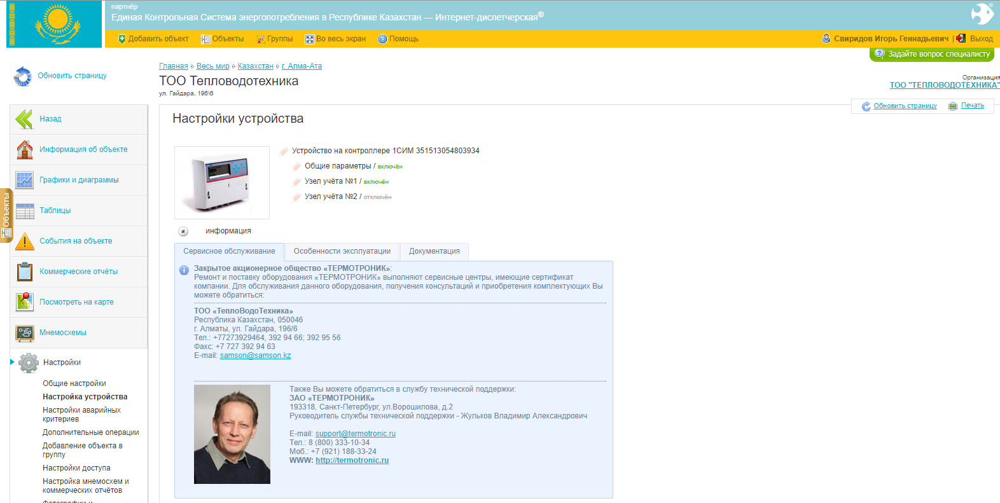 партнёр
Единая Контрольная Система энергопотребления в Республике Казахстан — Интернет-диспетчерская®
Добавить объект Объекты Группы Во весь экран Помощь
Свиридов Игорь Геннадьевич | Выход
Задайте вопрос специалисту
Обновить страницу
Главная Весь мир Казахстан г. Алма-Ата
ТОО Тепловодотехника
ул. Гайдара, 196\6
Организация
ТОО "ТЕПЛОВОДОТЕХНИКА"
Обновить страницу Печать
Назад
Информация об объекте
Графики и диаграммы
Таблицы
События на объекте
Коммерческие отчёты
Посмотреть на карте
Мнемосхемы
Настройки
Общие настройки
Настройка устройства
Настройки аварийных
критериев
Дополнительные операции
Добавление объекта в
группу
Настройки доступа
Настройка мнемосхем и
коммерческих отчётов
Объекты
Настройки устройства
Устройство на контроллере 1СИМ 351513054803934
Общие параметры / включён
Узел учёта №1 / включён
Узел учёта №2 / отключён
информация
Сервисное обслуживание Особенности эксплуатации Документация
Закрытое акционерное общество «ТЕРМОТРОНИК»:
Ремонт и поставку оборудования «ТЕРМОТРОНИК» выполняют сервисные центры, имеющие сертификат
компании. Для обслуживания данного оборудования, получения консультаций и приобретения комплектующих Вы
можете обратиться:
ТОО «ТеплоВодоТехника»
Республика Казахстан, 050046
г. Алматы, ул. Гайдара, 196/6
Тел.: +77273929464, 392 94 66; 392 95 56
Факс: +7 727 392 94 63
E-mail: samson@samson.kz
Также Вы можете обратиться в службу технической поддержки:
ЗАО «ТЕРМОТРОНИК»
193318, Санкт-Петербург, ул.Ворошилова, д.2
Руководитель службы технической поддержки - Жульков Владимир Александрович
E-mail: support@termotronic.ru
Тел.: 8 (800) 333-10-34
Моб.: +7 (921) 188-33-24
WWW: http://termotronic.ru